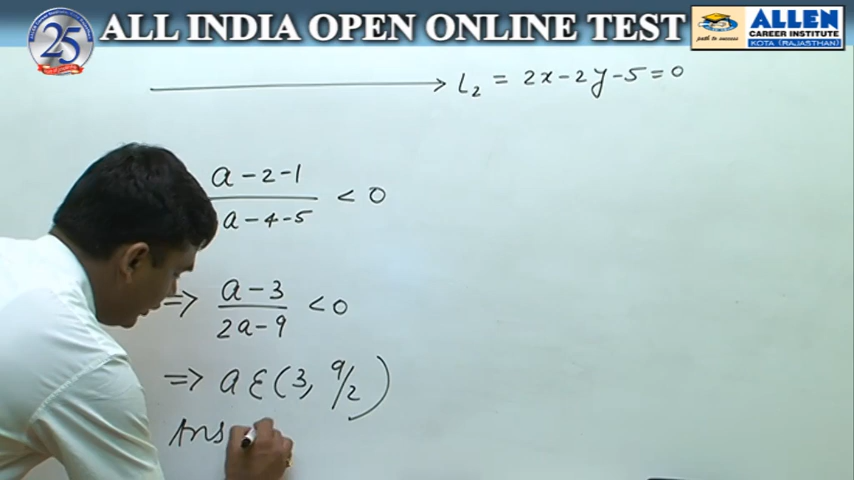 ALL INDIA OPEN ONLINE TEST
25
path to success
ALLEN
CAREER INSTITUTE
KOTA (RAJASTHAN)
L₂ = 2x-2y-5=0
a-2-1
a-4-5
< 0
=> a-3
2a-9
<0
=> a ε (3, 9/2)
Ans